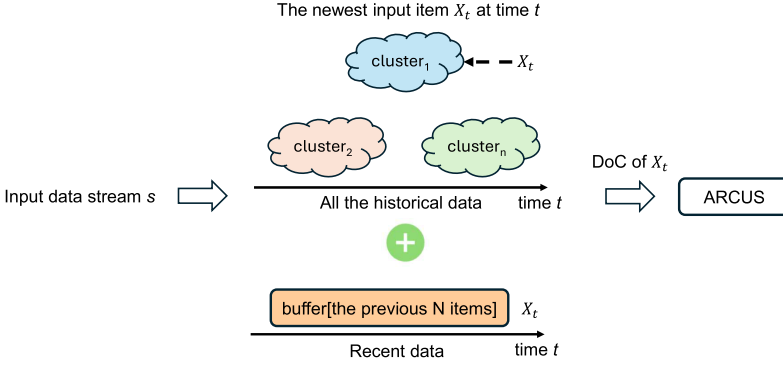 The newest input item Xₜ at time t
cluster₁
Xₜ
cluster₂
clusterₙ
DoC of Xₜ
Input data stream s
All the historical data
time t
ARCUS
+
buffer[the previous N items]
Xₜ
Recent data
time t